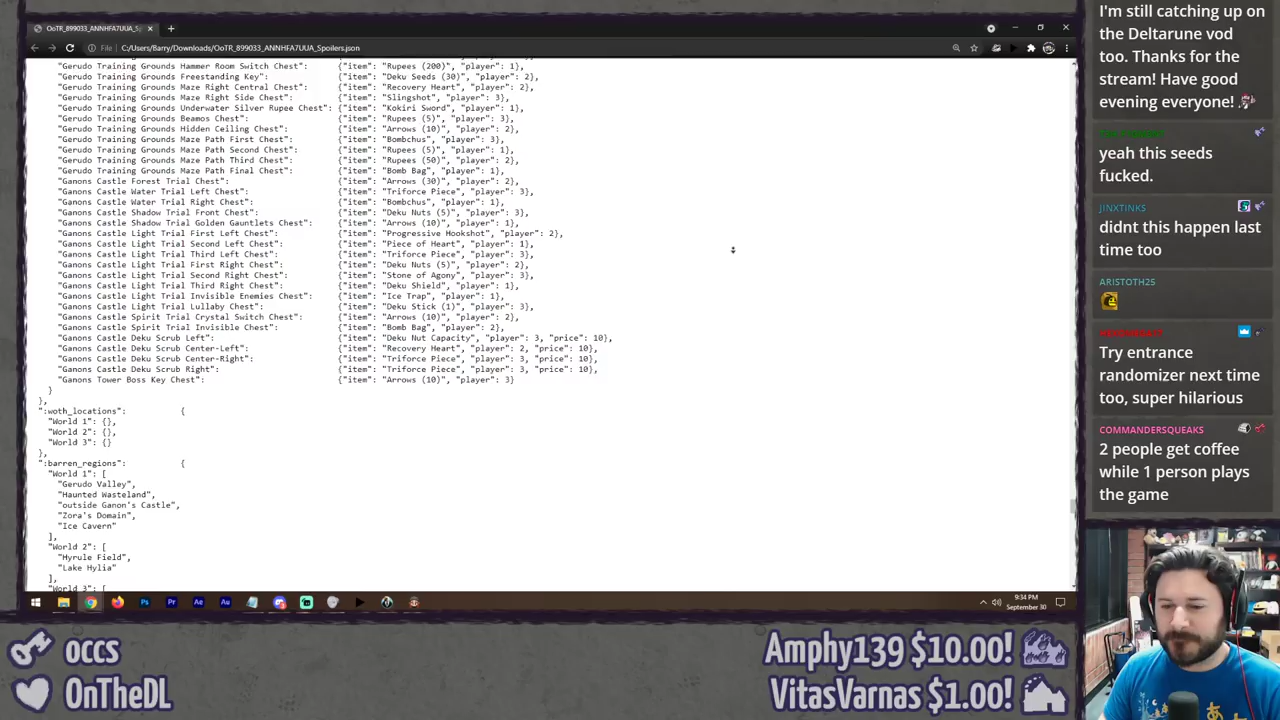 OoTR_899033_ANNHFA7UUA_S
File
C:/Users/Barry/Downloads/OoTR_899033_ANNHFA7UUA_Spoilers.json
"Gerudo Training Grounds Hammer Room Switch Chest": {"item": "Rupees (200)", "player": 1},
"Gerudo Training Grounds Freestanding Key": {"item": "Deku Seeds (30)", "player": 2},
"Gerudo Training Grounds Maze Right Central Chest": {"item": "Recovery Heart", "player": 2},
"Gerudo Training Grounds Maze Right Side Chest": {"item": "Slingshot", "player": 3},
"Gerudo Training Grounds Underwater Silver Rupee Chest": {"item": "Kokiri Sword", "player": 1},
"Gerudo Training Grounds Beamos Chest": {"item": "Rupees (5)", "player": 3},
"Gerudo Training Grounds Hidden Ceiling Chest": {"item": "Arrows (10)", "player": 2},
"Gerudo Training Grounds Maze Path First Chest": {"item": "Bombchus", "player": 3},
"Gerudo Training Grounds Maze Path Second Chest": {"item": "Rupees (5)", "player": 1},
"Gerudo Training Grounds Maze Path Third Chest": {"item": "Rupees (50)", "player": 2},
"Gerudo Training Grounds Maze Path Final Chest": {"item": "Bomb Bag", "player": 1},
"Ganons Castle Forest Trial Chest": {"item": "Arrows (30)", "player": 2},
"Ganons Castle Water Trial Left Chest": {"item": "Triforce Piece", "player": 3},
"Ganons Castle Water Trial Right Chest": {"item": "Bombchus", "player": 1},
"Ganons Castle Shadow Trial Front Chest": {"item": "Deku Nuts (5)", "player": 3},
"Ganons Castle Shadow Trial Golden Gauntlets Chest": {"item": "Arrows (10)", "player": 1},
"Ganons Castle Light Trial First Left Chest": {"item": "Progressive Hookshot", "player": 2},
"Ganons Castle Light Trial Second Left Chest": {"item": "Piece of Heart", "player": 1},
"Ganons Castle Light Trial Third Left Chest": {"item": "Triforce Piece", "player": 3},
"Ganons Castle Light Trial First Right Chest": {"item": "Deku Nuts (5)", "player": 2},
"Ganons Castle Light Trial Second Right Chest": {"item": "Stone of Agony", "player": 3},
"Ganons Castle Light Trial Third Right Chest": {"item": "Deku Shield", "player": 1},
"Ganons Castle Light Trial Invisible Enemies Chest": {"item": "Ice Trap", "player": 1},
"Ganons Castle Light Trial Lullaby Chest": {"item": "Deku Stick (1)", "player": 3},
"Ganons Castle Spirit Trial Crystal Switch Chest": {"item": "Arrows (10)", "player": 2},
"Ganons Castle Spirit Trial Invisible Chest": {"item": "Bomb Bag", "player": 2},
"Ganons Castle Deku Scrub Left": {"item": "Deku Nut Capacity", "player": 3, "price": 10},
"Ganons Castle Deku Scrub Center-Left": {"item": "Recovery Heart", "player": 2, "price": 10},
"Ganons Castle Deku Scrub Center-Right": {"item": "Triforce Piece", "player": 3, "price": 10},
"Ganons Castle Deku Scrub Right": {"item": "Triforce Piece", "player": 3, "price": 10},
"Ganons Tower Boss Key Chest": {"item": "Arrows (10)", "player": 3}
}
},
":woth_locations": {
"World 1": {},
"World 2": {},
"World 3": {}
},
":barren_regions": {
"World 1": [
"Gerudo Valley",
"Haunted Wasteland",
"outside Ganon's Castle",
"Zora's Domain",
"Ice Cavern"
],
"World 2": [
"Hyrule Field",
"Lake Hylia"
],
"World 3": [
9:34 PM
September 30
I'm still catching up on
the Deltarune vod
too. Thanks for the
stream! Have good
evening everyone!
yeah this seeds
fucked.
JINXTINKS
didnt this happen last
time too
ARISTOTH25
Try entrance
randomizer next time
too, super hilarious
COMMANDERSQUEAKS
2 people get coffee
while 1 person plays
the game
occs
OnTheDL
Amphy139 $10.00!
VitasVarnas $1.00!